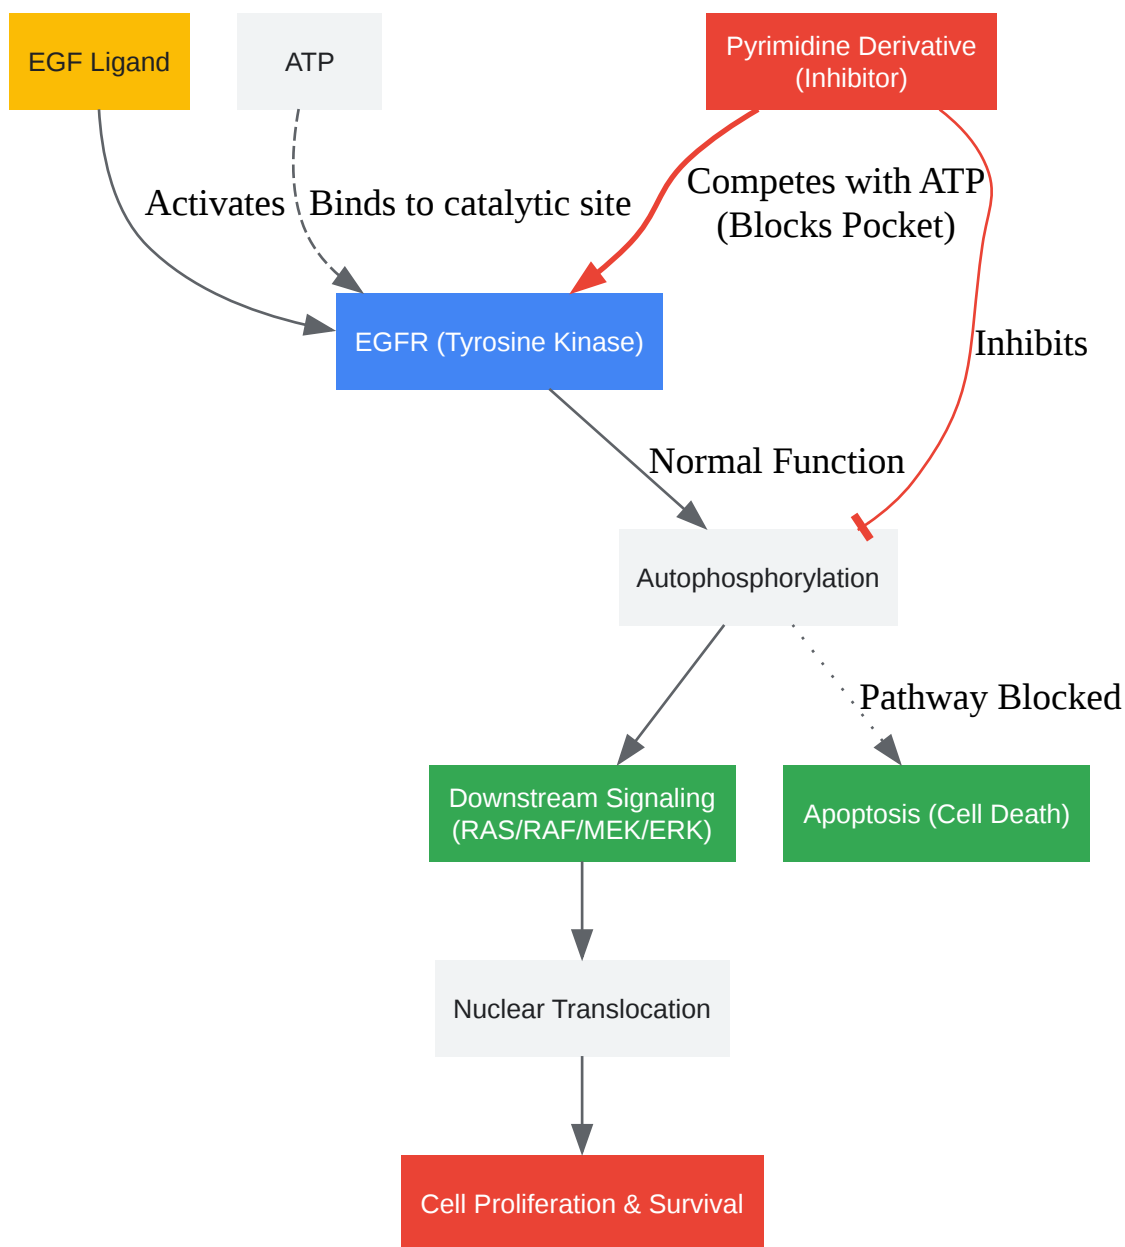 EGF Ligand
ATP
Pyrimidine Derivative
(Inhibitor)
Activates
Binds to catalytic site
Competes with ATP
(Blocks Pocket)
EGFR (Tyrosine Kinase)
Inhibits
Normal Function
Autophosphorylation
Pathway Blocked
Downstream Signaling
(RAS/RAF/MEK/ERK)
Apoptosis (Cell Death)
Nuclear Translocation
Cell Proliferation & Survival